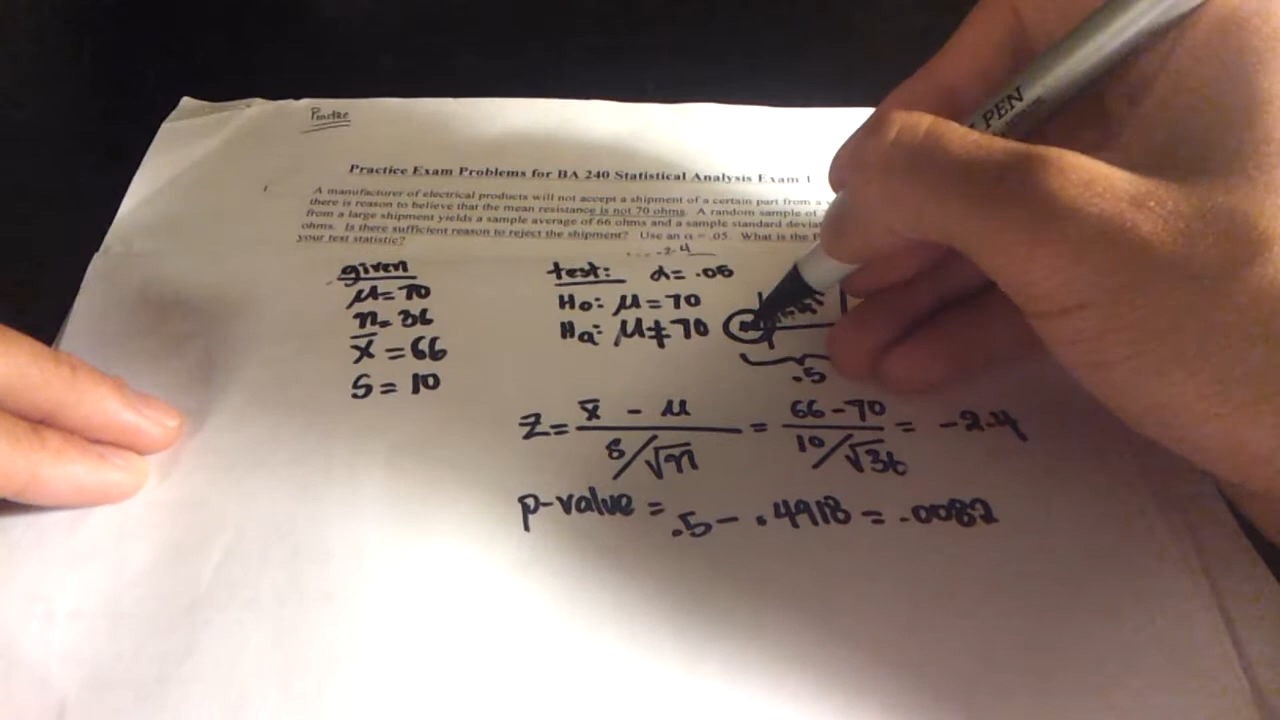 Practice
Practice Exam Problems for BA 240 Statistical Analysis Exam 1
1. A manufacturer of electrical products will not accept a shipment of a certain part from a
there is reason to believe that the mean resistance is not 70 ohms. A random sample of
from a large shipment yields a sample average of 66 ohms and a sample standard
ohms. Is there sufficient reason to reject the shipment? Use an α = .05. What is the
your test statistic?
-2.4
given
μ=70
n=36
x̄=66
S=10
test: α=.05
Ho: μ=70
Ha: μ≠70
.5
Z= x̄ - μ / s/√n = 66-70 / 10/√36 = -2.4
p-value = .5 - .4918 = .0082
PEN